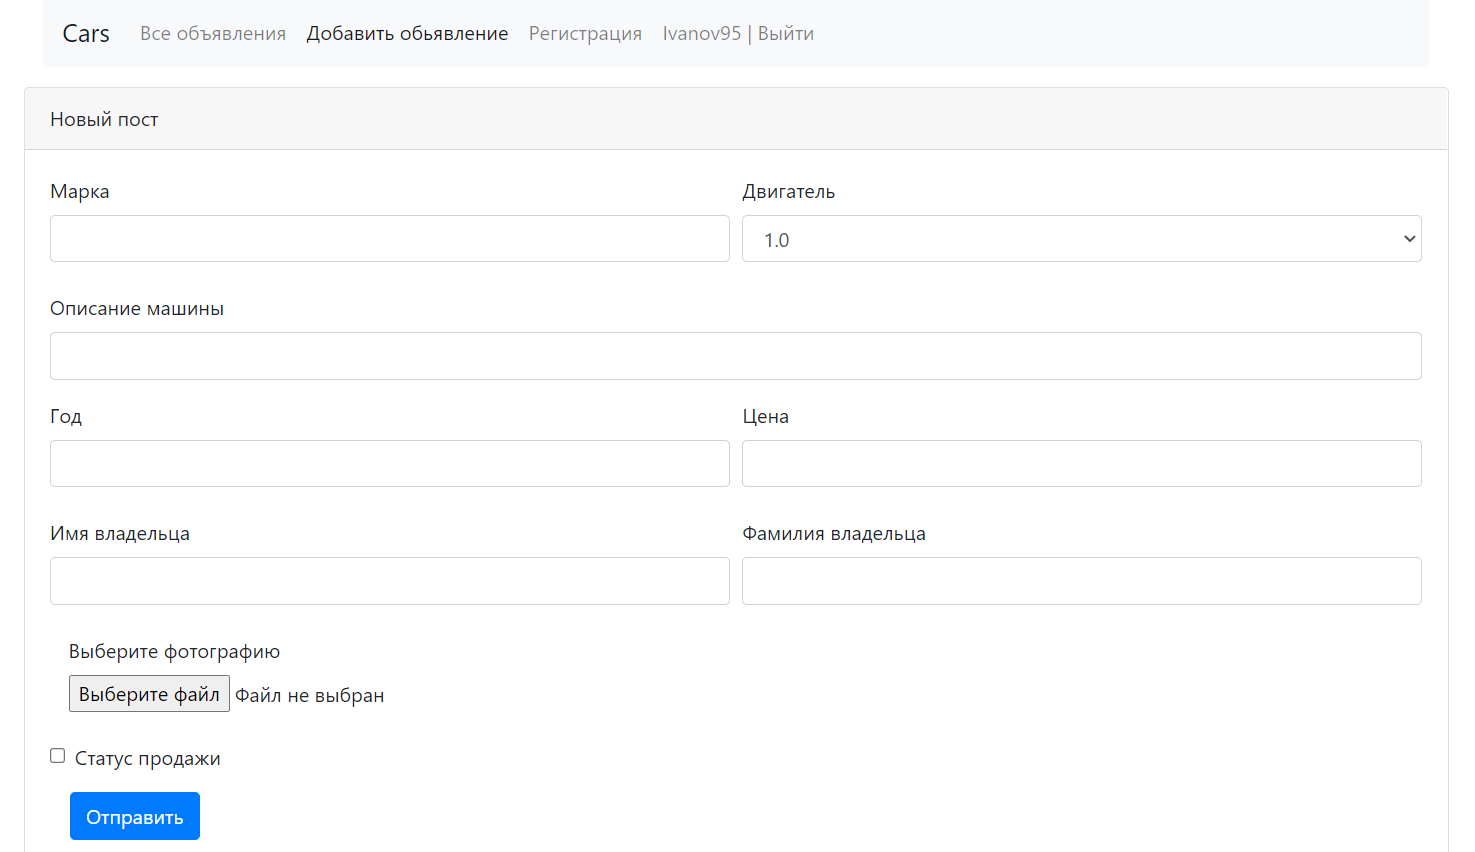 Cars Все объявления Добавить обьявление Регистрация Ivanov95 | Выйти
Новый пост
Марка Двигатель
1.0
Описание машины
Год Цена
Имя владельца Фамилия владельца
Выберите фотографию
Выберите файл Файл не выбран
Статус продажи
Отправить